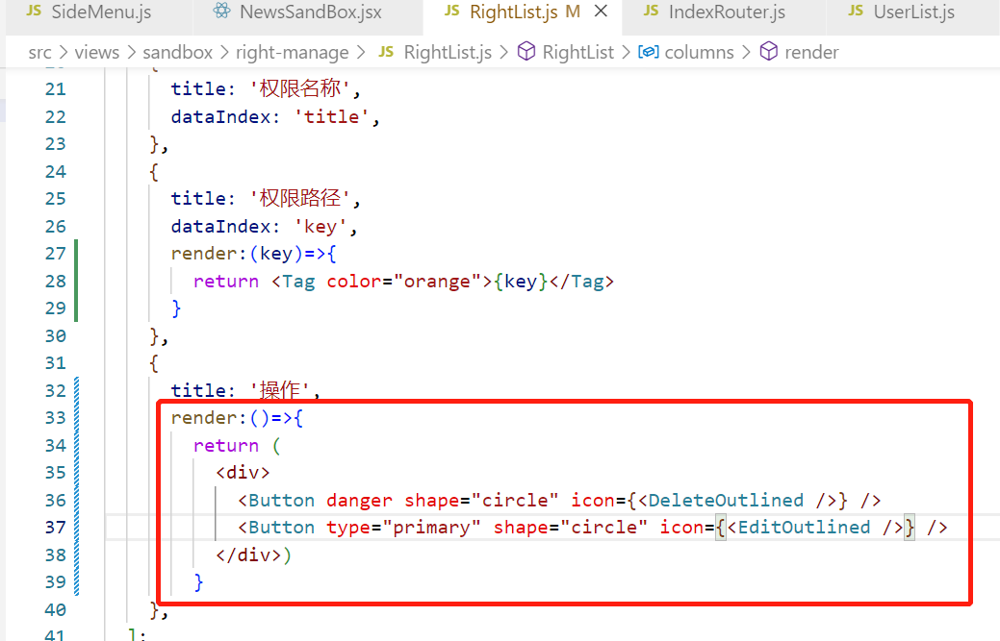 JS SideMenu.js NewsSandBox.jsx JS RightList.js M JS IndexRouter.js JS UserList.js
src > views > sandbox > right-manage > JS RightList.js > RightList > columns > render
21 title: '权限名称',
22 dataIndex: 'title',
23 },
24 {
25 title: '权限路径',
26 dataIndex: 'key',
27 render:(key)=>{
28 return <Tag color="orange">{key}</Tag>
29 }
30 },
31 {
32 title: '操作',
33 render:()=>{
34 return (
35 <div>
36 <Button danger shape="circle" icon={<DeleteOutlined />} />
37 <Button type="primary" shape="circle" icon={<EditOutlined />} />
38 </div>)
39 }
40 },
41 ];